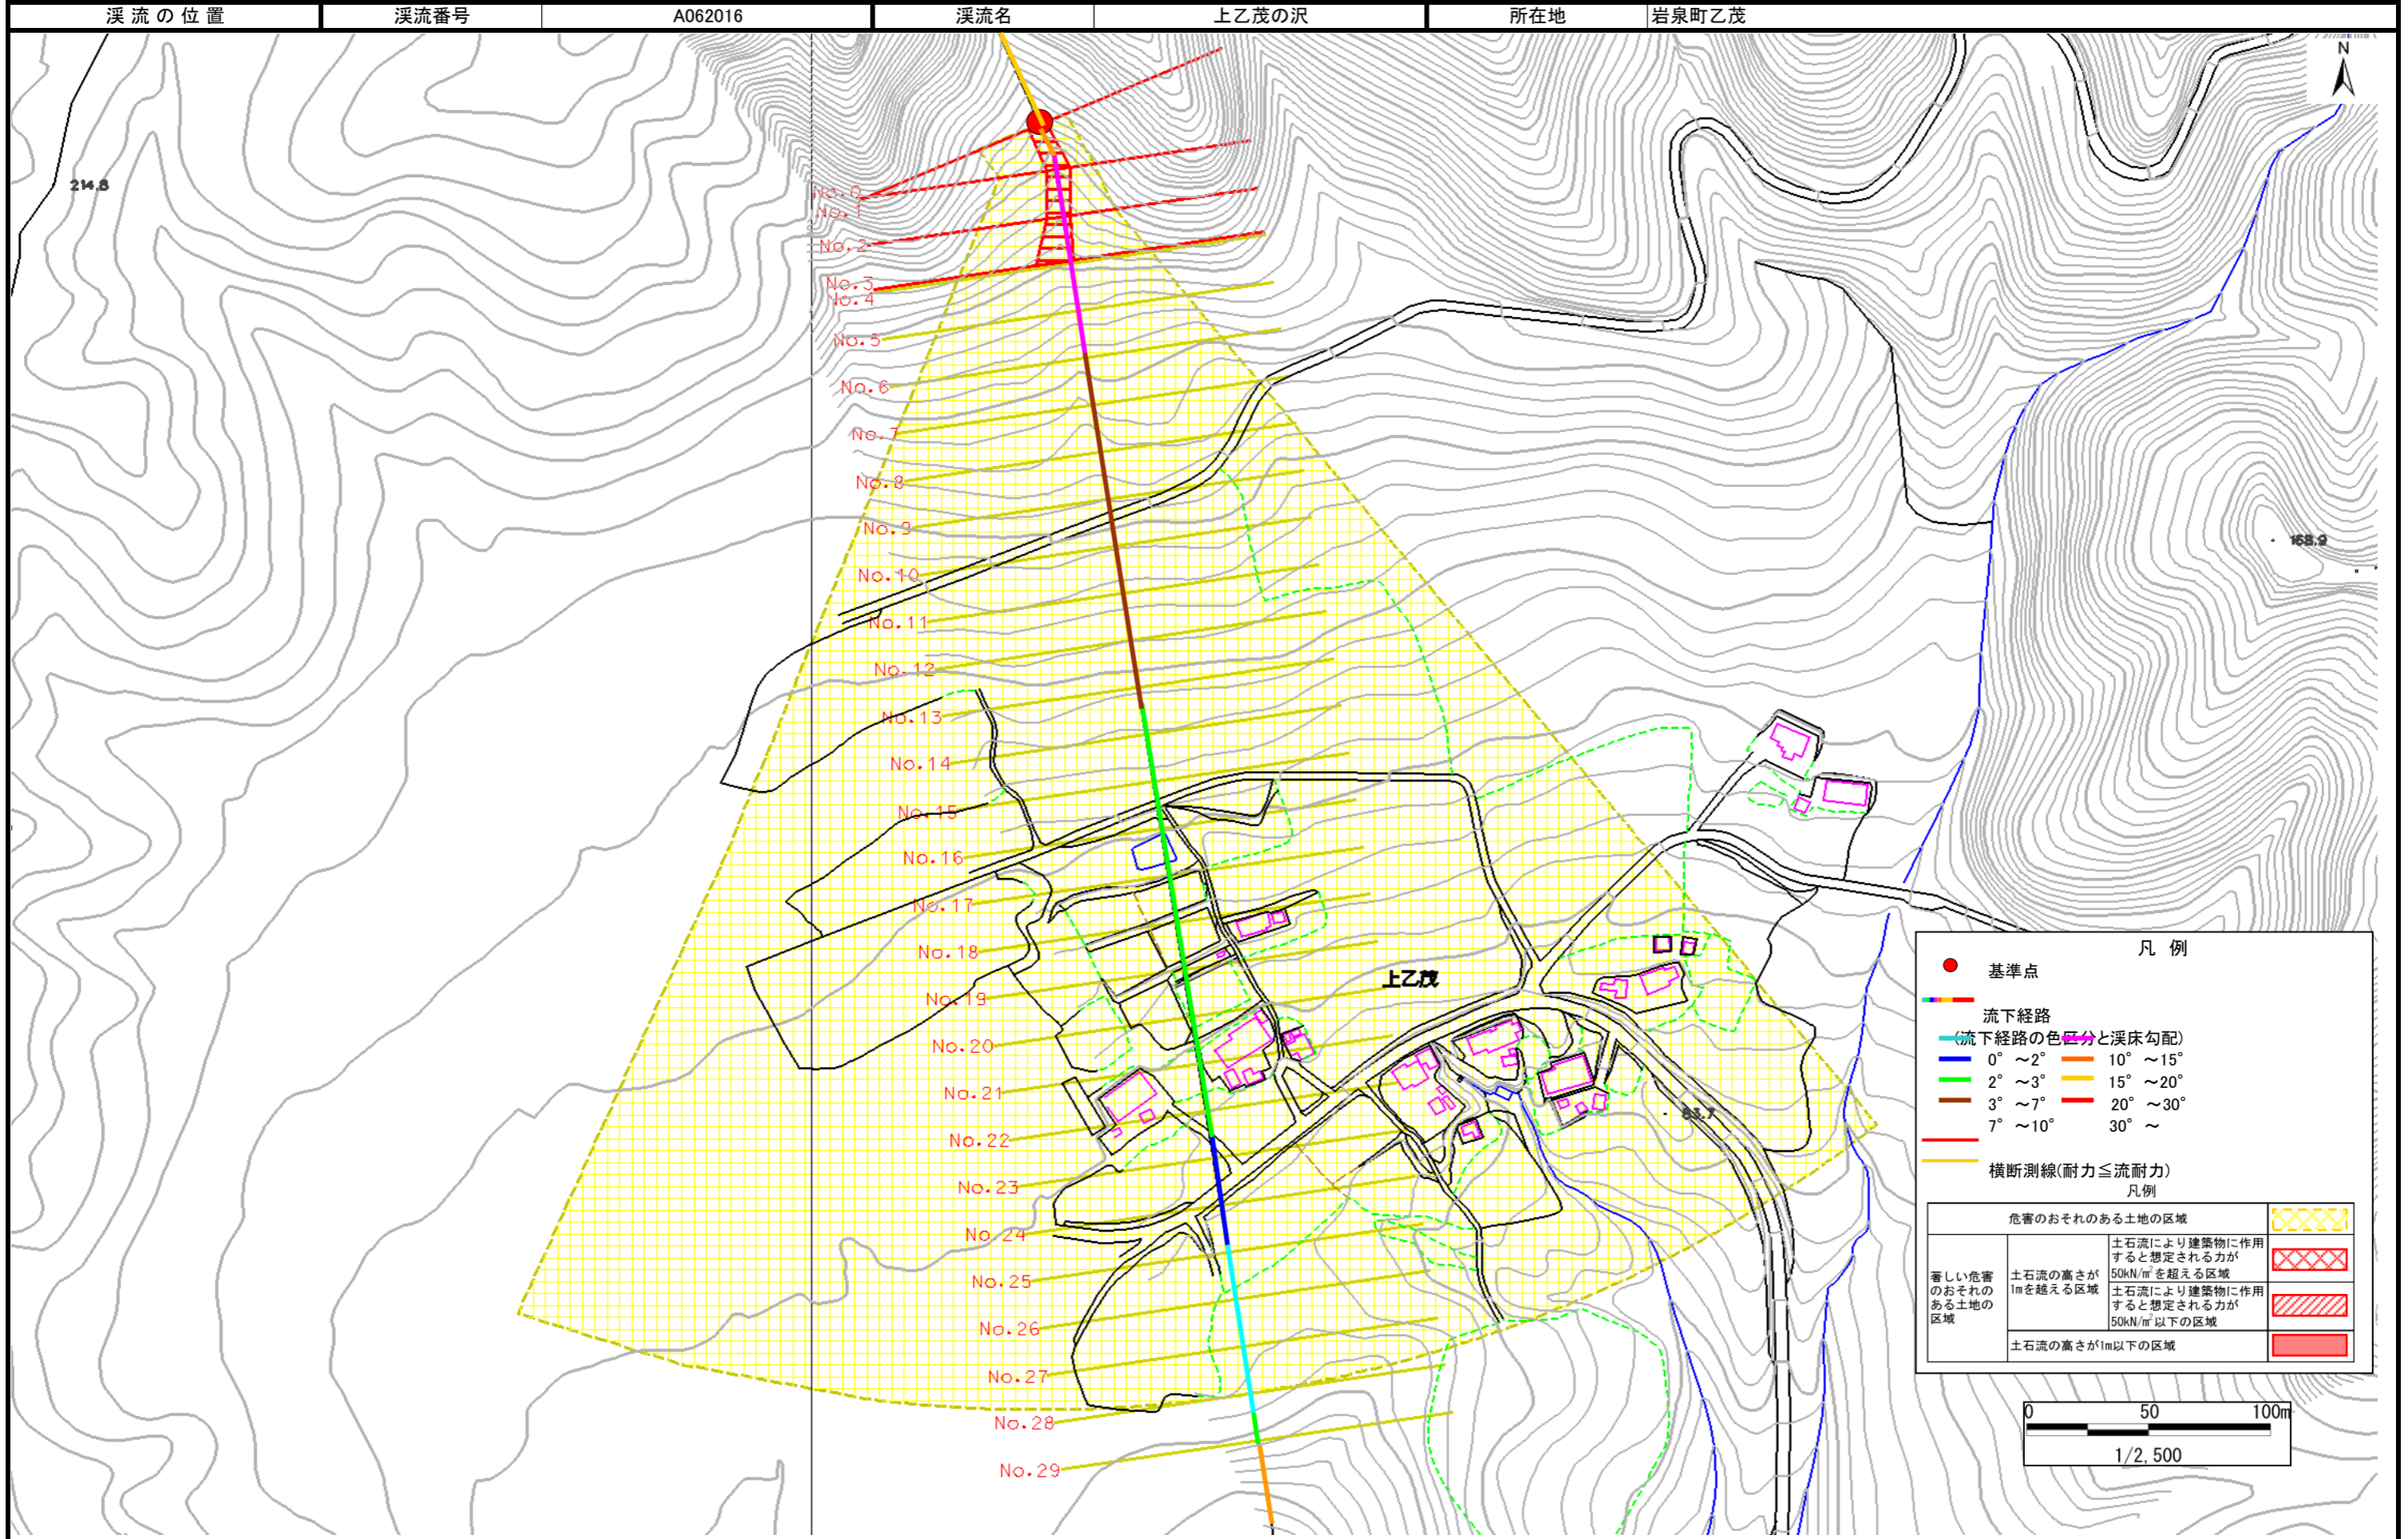 渓流の位置 渓流番号 A062016 渓流名 上乙茂の沢 所在地 岩泉町乙茂
N
214.8
No.0
No.1
No.2
No.3
No.4
No.5
No.6
No.7
No.8
No.9
No.10
No.11
No.12
No.13
No.14
No.15
No.16
No.17
No.18
No.19
No.20
No.21
No.22
No.23
No.24
No.25
No.26
No.27
No.28
No.29
168.9
上乙茂
83.7
凡例
基準点
流下経路
(流下経路の色区分と渓床勾配)
0° ～2° 10° ～15°
2° ～3° 15° ～20°
3° ～7° 20° ～30°
7° ～10° 30° ～
横断測線(耐力≦流耐力)
凡例
危害のおそれのある土地の区域
著しい危害
のおそれの
ある土地の
区域
土石流の高さが
1mを越える区域
土石流により建築物に作用
すると想定される力が
50kN/㎡を超える区域
土石流により建築物に作用
すると想定される力が
50kN/㎡以下の区域
土石流の高さが1m以下の区域
0 50 100m
1/2,500